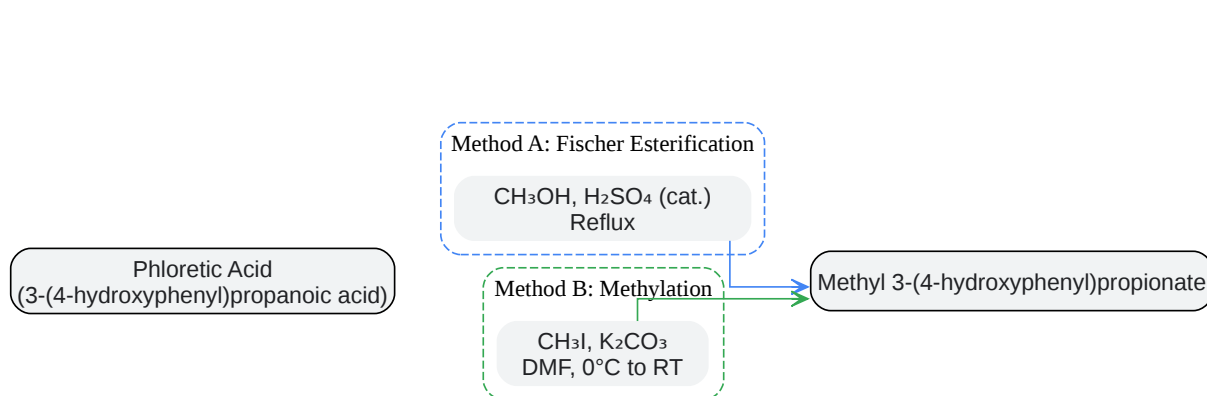 Method A: Fischer Esterification
CH₃OH, H₂SO₄ (cat.)
Reflux
Phloretic Acid
(3-(4-hydroxyphenyl)propanoic acid)
Methyl 3-(4-hydroxyphenyl)propionate
Method B: Methylation
CH₃I, K₂CO₃
DMF, 0°C to RT